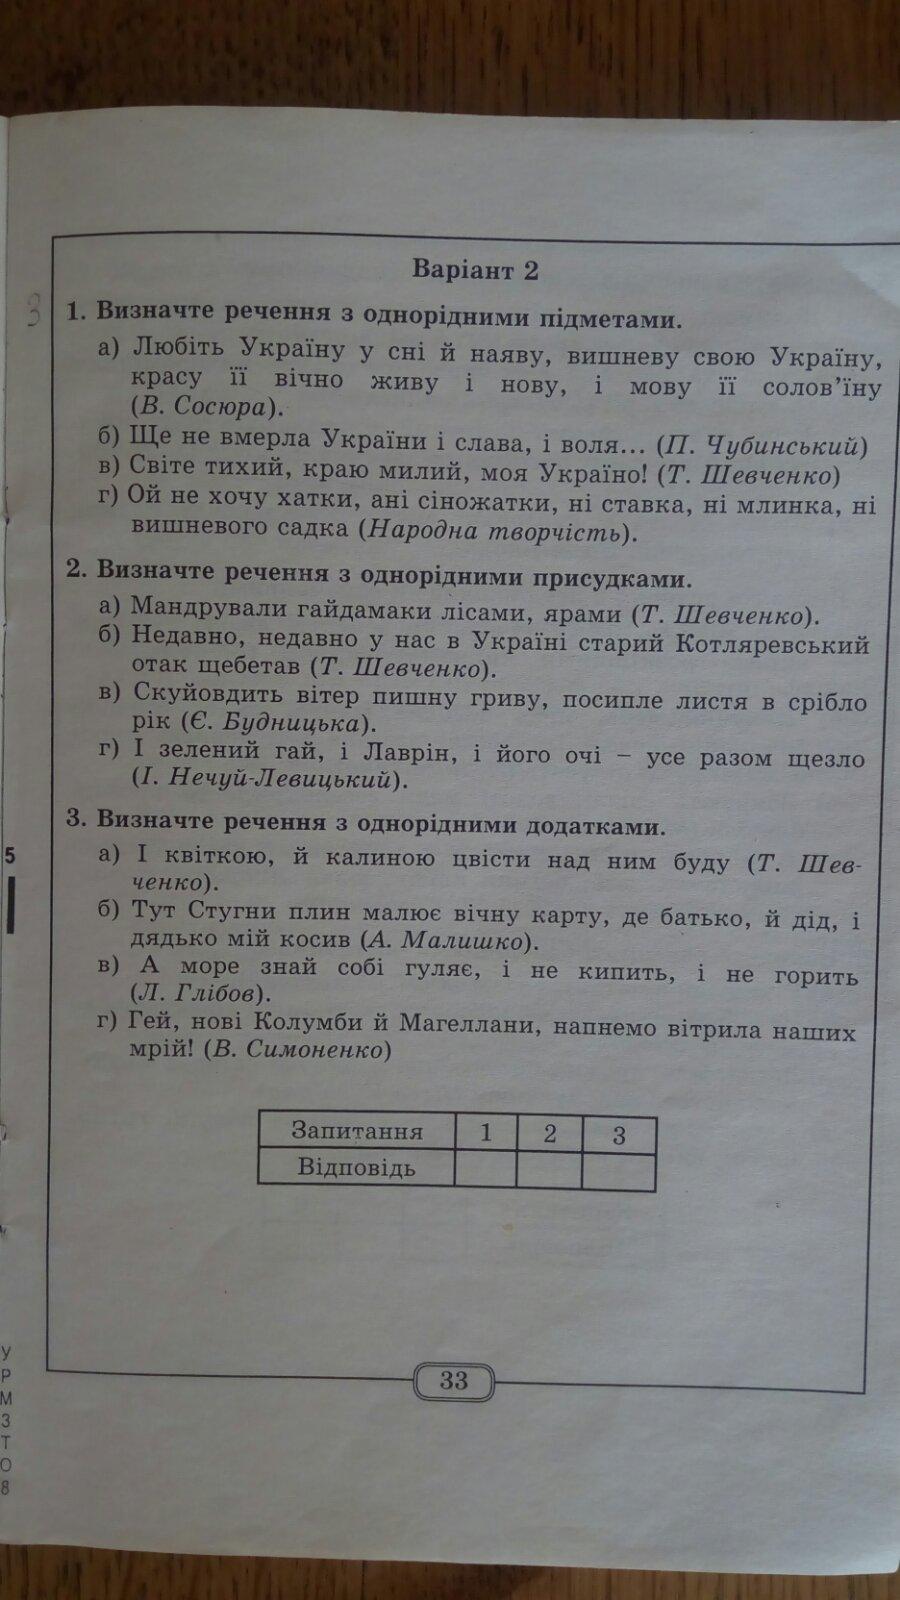 Варіант 2
3
1. Визначте речення з однорідними підметами.
а) Любіть Україну у сні й наяву, вишневу свою Україну,
красу її вічно живу і нову, і мову її солов’їну
(В. Сосюра).
б) Ще не вмерла України і слава, і воля... (П. Чубинський)
в) Світе тихий, краю милий, моя Україно! (Т. Шевченко)
г) Ой не хочу хатки, ані сіножатки, ні ставка, ні млинка, ні
вишневого садка (Народна творчість).
2. Визначте речення з однорідними присудками.
а) Мандрували гайдамаки лісами, ярами (Т. Шевченко).
б) Недавно, недавно у нас в Україні старий Котляревський
отак щебетав (Т. Шевченко).
в) Скуйовдить вітер пишну гриву, посипле листя в срібло
рік (Є. Будницька).
г) І зелений гай, і Лаврін, і його очі – усе разом щезло
(І. Нечуй-Левицький).
3. Визначте речення з однорідними додатками.
а) І квіткою, й калиною цвісти над ним буду (Т. Шев-
ченко).
б) Тут Стугни плин малює вічну карту, де батько, й дід, і
дядько мій косив (А. Малишко).
в) А море знай собі гуляє, і не кипить, і не горить
(Л. Глібов).
г) Гей, нові Колумби й Магеллани, напнемо вітрила наших
мрій! (В. Симоненко)
Запитання 1 2 3
Відповідь
33
5
У
Р
М
З
Т
О
8